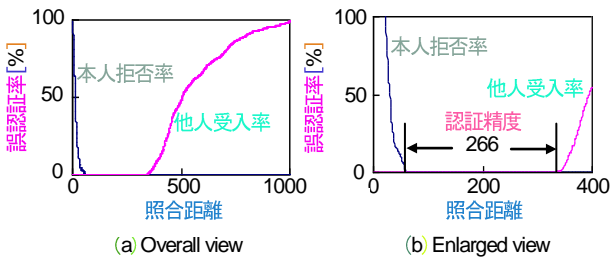 誤認証率[%]
100
50
0
本人拒否率
他人受入率
0
500
1000
照合距離
(a) Overall view
誤認証率[%]
100
50
0
本人拒否率
他人受入率
認証精度
266
0
200
400
照合距離
(b) Enlarged view